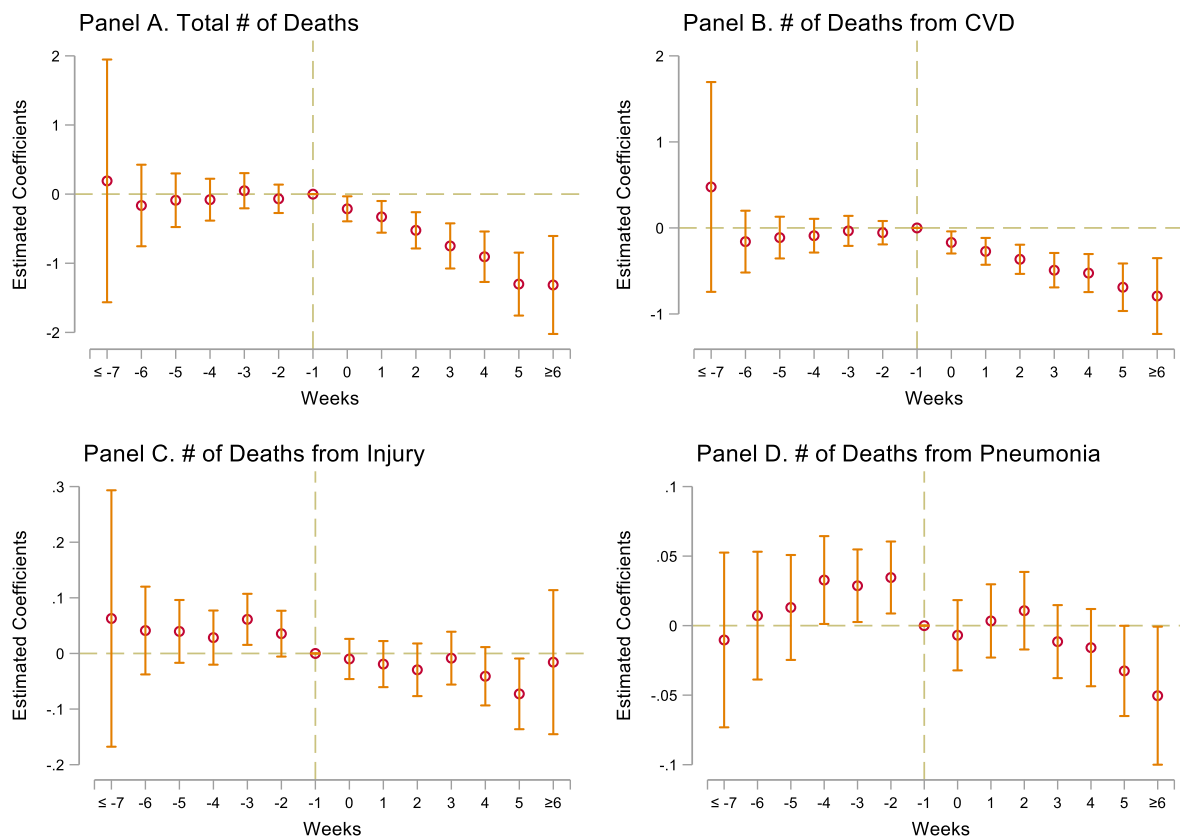 Panel A. Total # of Deaths
Estimated Coefficients
2
1
0
-1
-2
≤ -7 -6 -5 -4 -3 -2 -1 0 1 2 3 4 5 ≥6
Weeks
Panel B. # of Deaths from CVD
Estimated Coefficients
2
1
0
-1
≤ -7 -6 -5 -4 -3 -2 -1 0 1 2 3 4 5 ≥6
Weeks
Panel C. # of Deaths from Injury
Estimated Coefficients
.3
.2
.1
0
-.1
-.2
≤ -7 -6 -5 -4 -3 -2 -1 0 1 2 3 4 5 ≥6
Weeks
Panel D. # of Deaths from Pneumonia
Estimated Coefficients
.1
.05
0
-.05
-.1
≤ -7 -6 -5 -4 -3 -2 -1 0 1 2 3 4 5 ≥6
Weeks